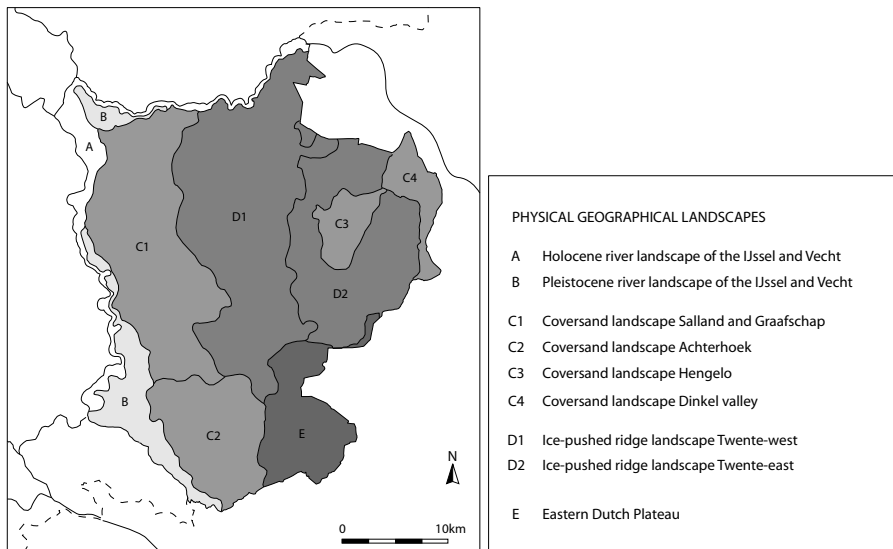 B
A
C4
C3
D1
C1
D2
B
C2
E
N
0 10km
PHYSICAL GEOGRAPHICAL LANDSCAPES
A Holocene river landscape of the IJssel and Vecht
B Pleistocene river landscape of the IJssel and Vecht
C1 Coversand landscape Salland and Graafschap
C2 Coversand landscape Achterhoek
C3 Coversand landscape Hengelo
C4 Coversand landscape Dinkel valley
D1 Ice-pushed ridge landscape Twente-west
D2 Ice-pushed ridge landscape Twente-east
E Eastern Dutch Plateau